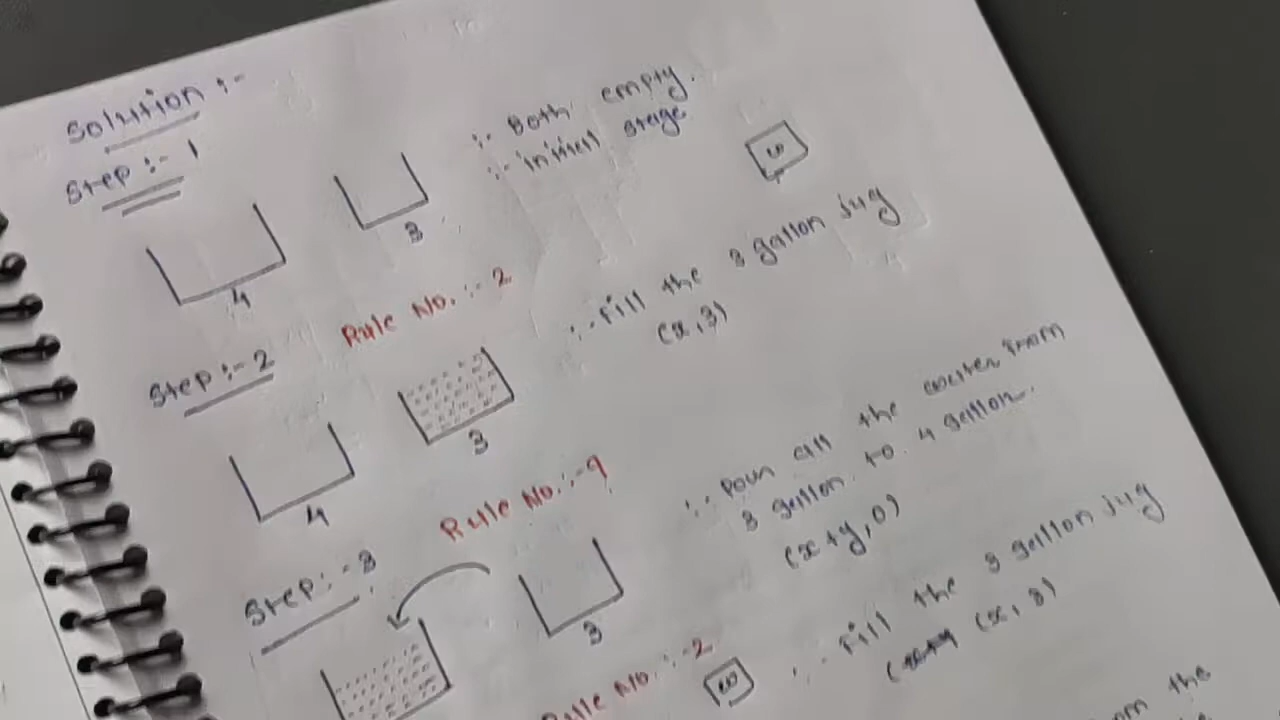 Solution :-
Step :- 1
:- Both empty.
:- initial stage
4
3
Rule No. :- 2
:- Fill the 3 gallon jug
(x,3)
Step :- 2
4
3
Rule No. :- 9
:- Pour all the water from
3 gallon to 4 gallon.
(x+y,0)
Step :- 3
3
Rule No. :- 2
:- Fill the 3 gallon jug
(x, 3)
from the